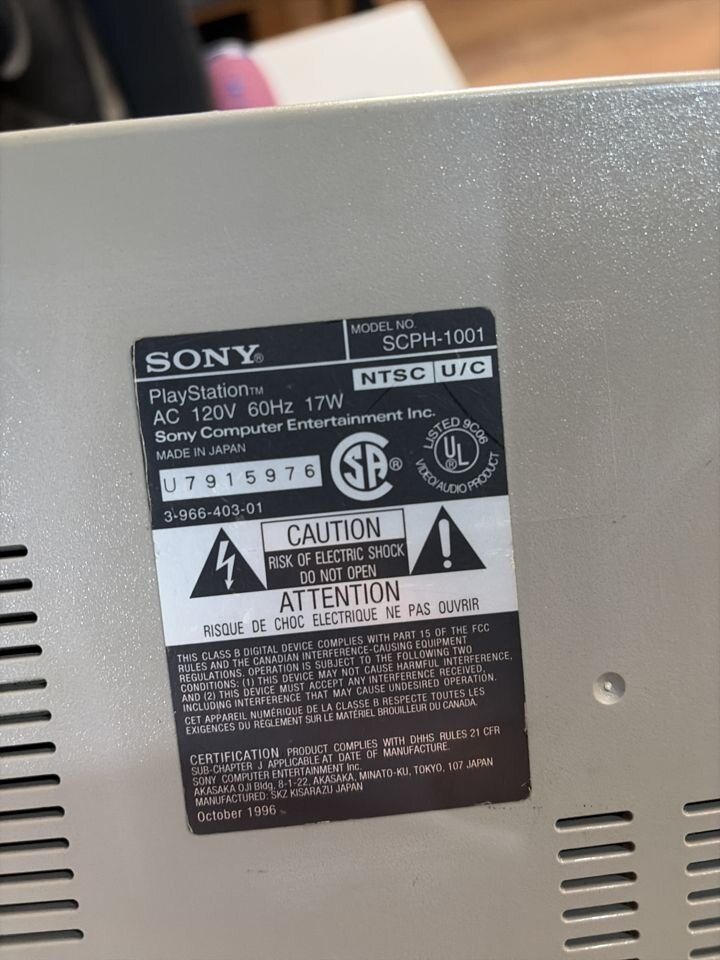 SONY®
MODEL NO.
SCPH-1001
PlayStation™
NTSC U/C
AC 120V 60Hz 17W
Sony Computer Entertainment Inc.
MADE IN JAPAN
U7915976
SA®
LISTED 9C06
UL®
VIDEO AUDIO PRODUCT
3-966-403-01
CAUTION
RISK OF ELECTRIC SHOCK
DO NOT OPEN
ATTENTION
RISQUE DE CHOC ELECTRIQUE NE PAS OUVRIR
THIS CLASS B DIGITAL DEVICE COMPLIES WITH PART 15 OF THE FCC
RULES AND THE CANADIAN INTERFERENCE-CAUSING EQUIPMENT
REGULATIONS. OPERATION IS SUBJECT TO THE FOLLOWING TWO
CONDITIONS: (1) THIS DEVICE MAY NOT CAUSE HARMFUL INTERFERENCE,
AND (2) THIS DEVICE MUST ACCEPT ANY INTERFERENCE RECEIVED,
INCLUDING INTERFERENCE THAT MAY CAUSE UNDESIRED OPERATION.
CET APPAREIL NUMÉRIQUE DE LA CLASSE B RESPECTE TOUTES LES
EXIGENCES DU RÈGLEMENT SUR LE MATÉRIEL BROUILLEUR DU CANADA.
CERTIFICATION PRODUCT COMPLIES WITH DHHS RULES 21 CFR
SUB-CHAPTER J APPLICABLE AT DATE OF MANUFACTURE.
SONY COMPUTER ENTERTAINMENT Inc.
AKASAKA OJI Bldg, 8-1-22, AKASAKA, MINATO-KU, TOKYO, 107 JAPAN
MANUFACTURED: SKZ KISARAZU JAPAN
October 1996